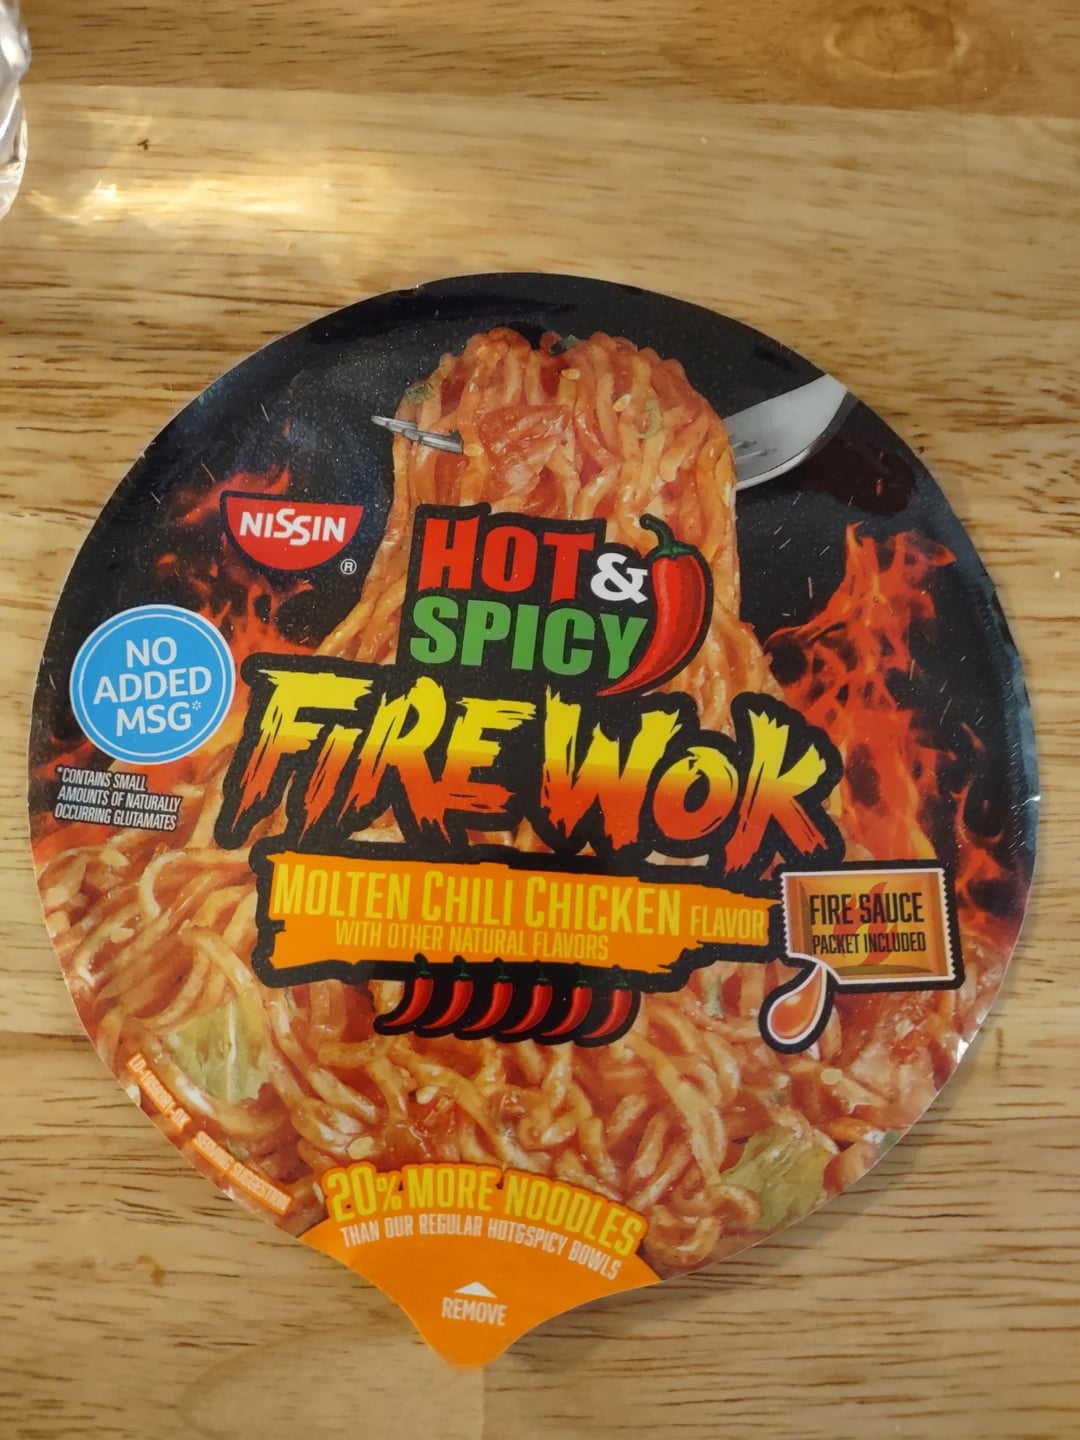 NISSIN
®
HOT &
SPICY
NO
ADDED
MSG*
FIRE WOK
*CONTAINS SMALL
AMOUNTS OF NATURALLY
OCCURRING GLUTAMATES
MOLTEN CHILI CHICKEN FLAVOR
WITH OTHER NATURAL FLAVORS
FIRE SAUCE
PACKET INCLUDED
SERVING SUGGESTION
20% MORE NOODLES
THAN OUR REGULAR HOT&SPICY BOWLS
REMOVE